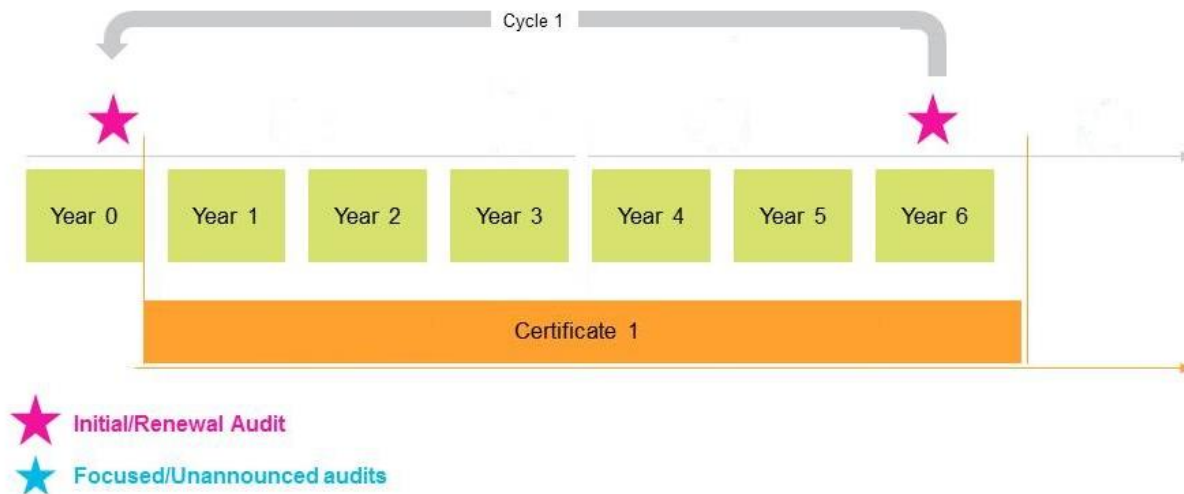 Cycle 1
Year 0 Year 1 Year 2 Year 3 Year 4 Year 5 Year 6
Certificate 1
Initial/Renewal Audit
Focused/Unannounced audits